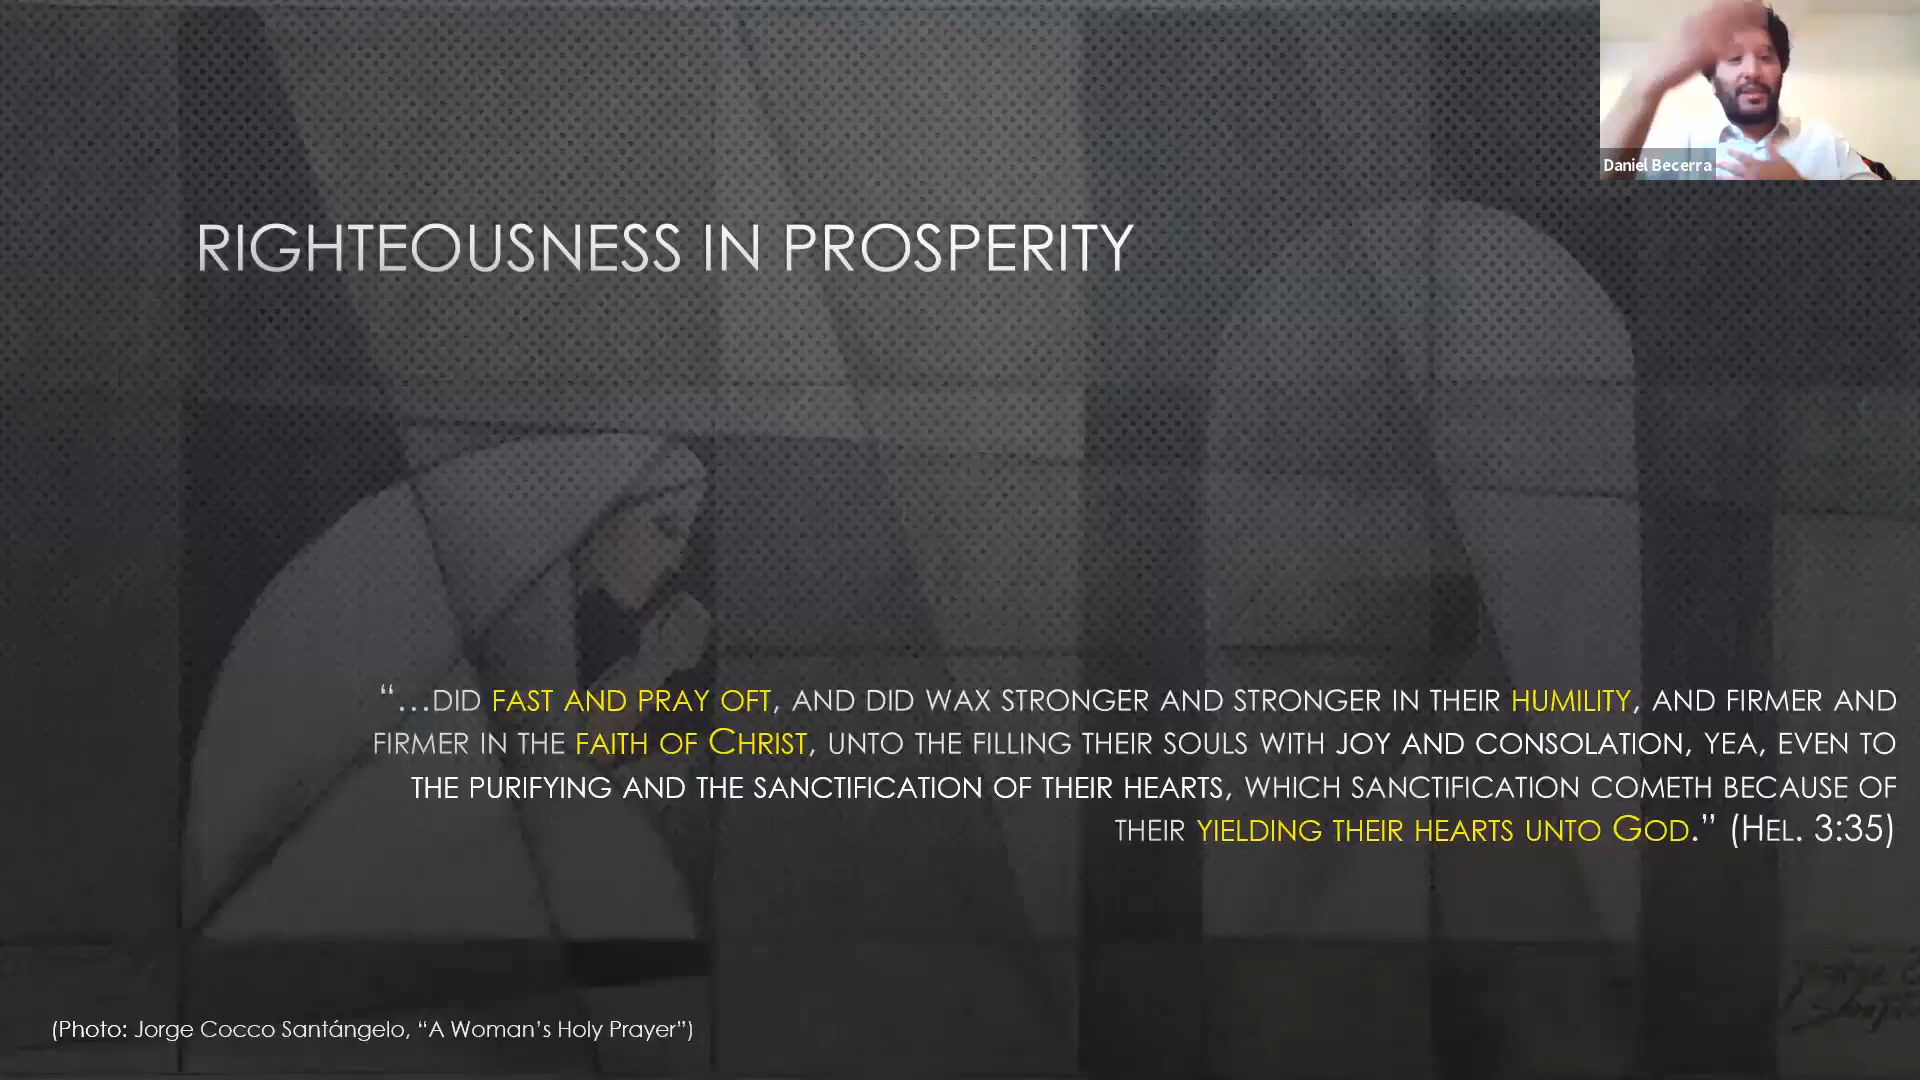 Daniel Becerra
RIGHTEOUSNESS IN PROSPERITY
“…DID FAST AND PRAY OFT, AND DID WAX STRONGER AND STRONGER IN THEIR HUMILITY, AND FIRMER AND
FIRMER IN THE FAITH OF CHRIST, UNTO THE FILLING THEIR SOULS WITH JOY AND CONSOLATION, YEA, EVEN TO
THE PURIFYING AND THE SANCTIFICATION OF THEIR HEARTS, WHICH SANCTIFICATION COMETH BECAUSE OF
THEIR YIELDING THEIR HEARTS UNTO GOD.” (HEL. 3:35)
(Photo: Jorge Cocco Santángelo, “A Woman’s Holy Prayer”)